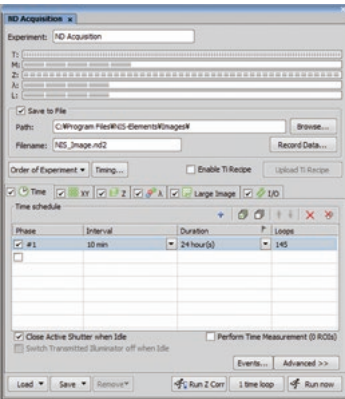 ND Acquisition x
Experiment: ND Acquisition
T:
M:
Z:
λ:
L:
Save to File
Path: C:₩Program Files₩NIS-Elements₩Images₩ Browse...
Filename: NIS_Image.nd2 Record Data...
Order of Experiment Timing... Enable Ti Recipe Upload Ti Recipe
Time XY Z λ Large Image I/O
Time schedule
Phase Interval Duration Loops
#1 10 min 24 hour(s) 145
Close Active Shutter when Idle Perform Time Measurement (0 ROIs)
Switch Transmitted Illuminator off when Idle
Events... Advanced >>
Load Save Remove Run Z Corr 1 time loop Run now